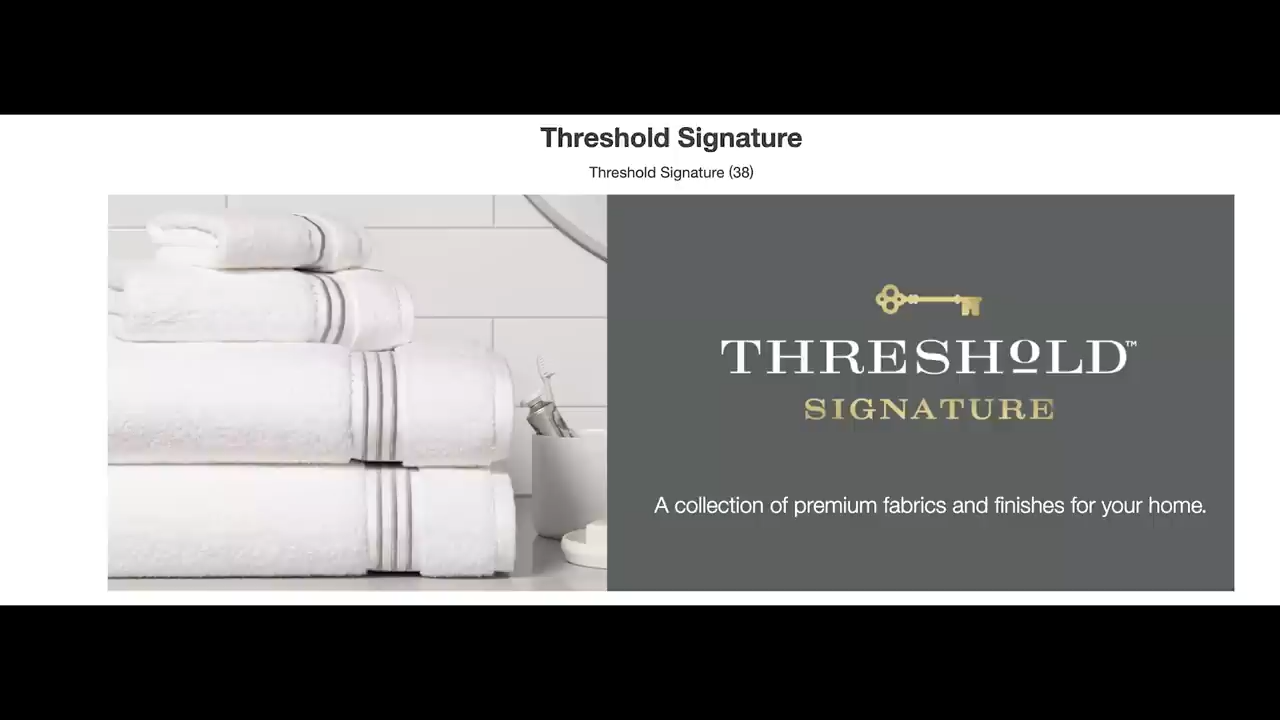 Threshold Signature
Threshold Signature (38)
THRESHOLD™
SIGNATURE
A collection of premium fabrics and finishes for your home.